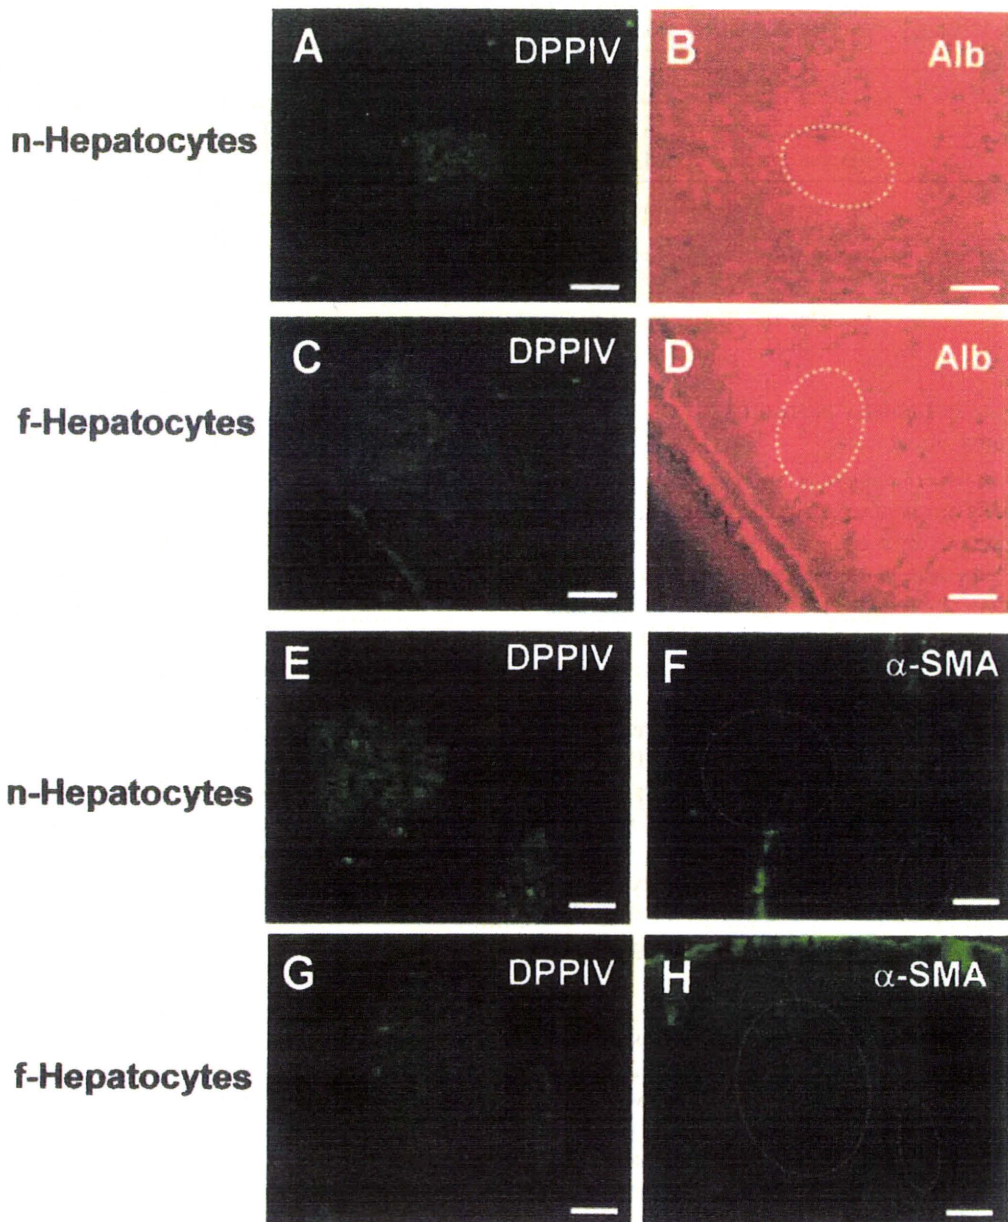 A DPPIV B Alb
n-Hepatocytes
C DPPIV D Alb
f-Hepatocytes
E DPPIV F α-SMA
n-Hepatocytes
G DPPIV H α-SMA
f-Hepatocytes